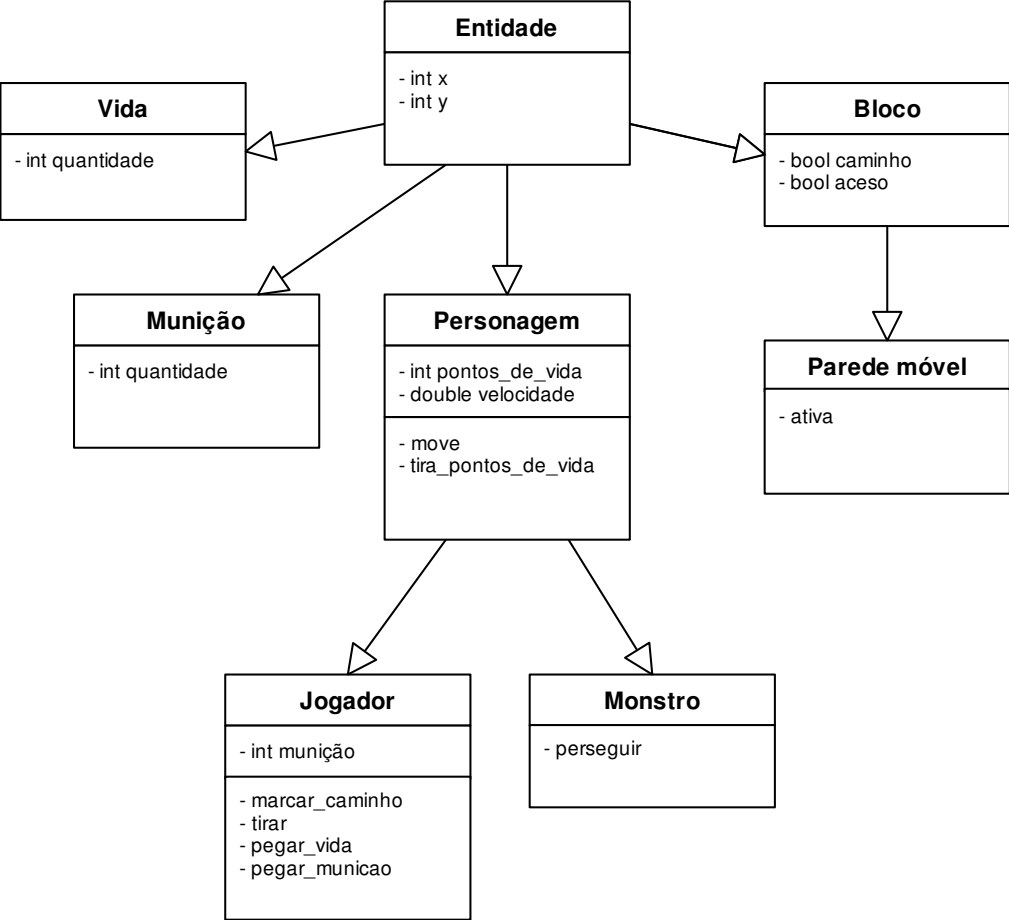 Entidade
- int x
- int y
Vida
- int quantidade
Bloco
- bool caminho
- bool aceso
Munição
- int quantidade
Personagem
- int pontos_de_vida
- double velocidade
- move
- tira_pontos_de_vida
Parede móvel
- ativa
Jogador
- int munição
- marcar_caminho
- tirar
- pegar_vida
- pegar_municao
Monstro
- perseguir